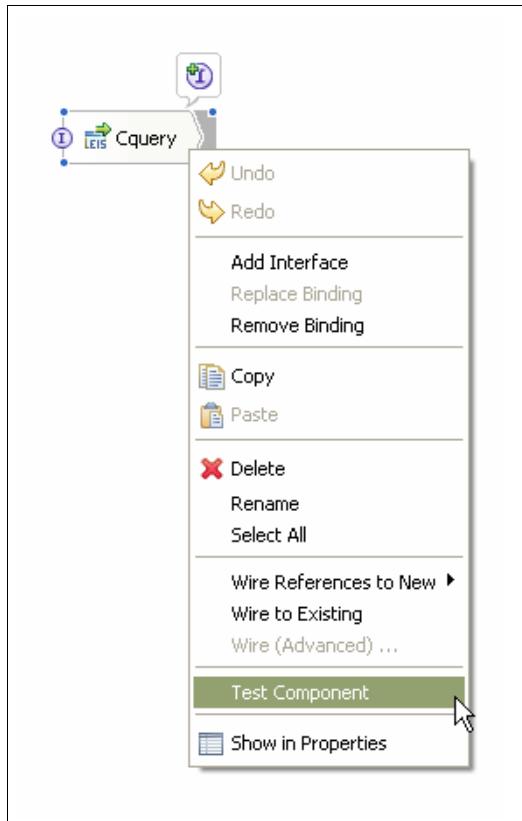 I
I
EIS
Cquery
Undo
Redo
Add Interface
Replace Binding
Remove Binding
Copy
Paste
Delete
Rename
Select All
Wire References to New
Wire to Existing
Wire (Advanced) ...
Test Component
Show in Properties